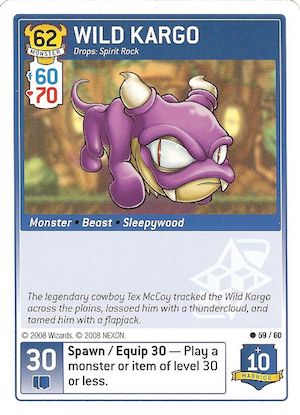 62
MONSTER
WILD KARGO
Drops: Spirit Rock
60
70
Monster • Beast • Sleepywood
The legendary cowboy Tex McCoy tracked the Wild Kargo
across the plains, lassoed him with a thundercloud, and
tamed him with a flapjack.
© 2008 Wizards. © 2008 NEXON.
● 59 / 60
30
Spawn / Equip 30 — Play a
monster or item of level 30
or less.
10
WARRIOR